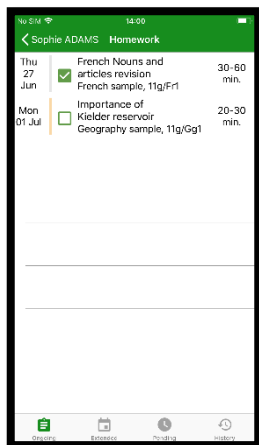 No SIM 14:00
Sophie ADAMS Homework
Thu
27
Jun
French Nouns and
articles revision
French sample, 11g/Fr1
30-60
min.
Mon
01 Jul
Importance of
Kielder reservoir
Geography sample, 11g/Gg1
20-30
min.
Ongoing Extended Pending History